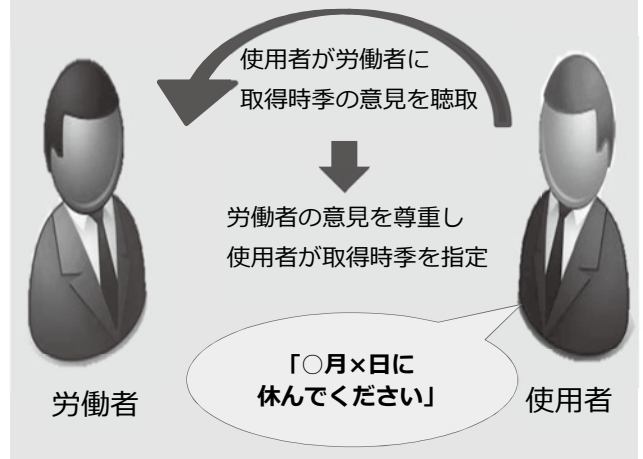 使用者が労働者に
取得時季の意見を聴取
労働者の意見を尊重し
使用者が取得時季を指定
「○月×日に
休んでください」
労働者
使用者